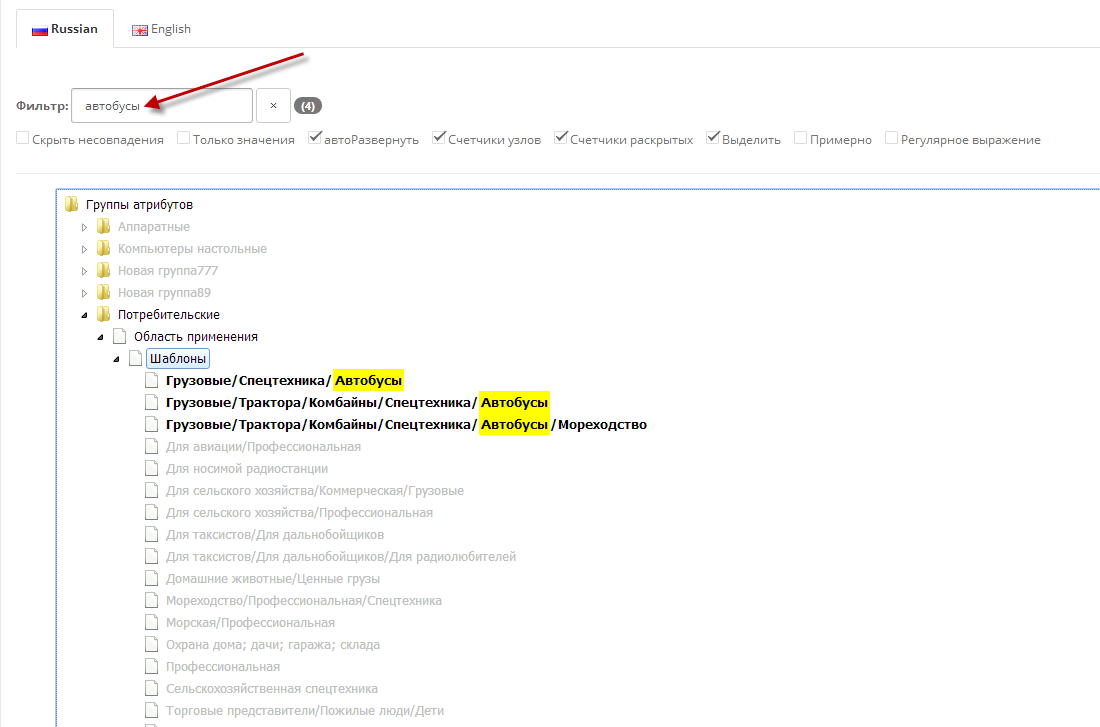 Russian English
Фильтр: автобусы × (4)
Скрыть несовпадения Только значения автоРазвернуть Счетчики узлов Счетчики раскрытых Выделить Примерно Регулярное выражение
Группы атрибутов
Аппаратные
Компьютеры настольные
Новая группа777
Новая группа89
Потребительские
Область применения
Шаблоны
Грузовые/Спецтехника/Автобусы
Грузовые/Трактора/Комбайны/Спецтехника/Автобусы
Грузовые/Трактора/Комбайны/Спецтехника/Автобусы/Мореходство
Для авиации/Профессиональная
Для носимой радиостанции
Для сельского хозяйства/Коммерческая/Грузовые
Для сельского хозяйства/Профессиональная
Для таксистов/Для дальнобойщиков
Для таксистов/Для дальнобойщиков/Для радиолюбителей
Домашние животные/Ценные грузы
Мореходство/Профессиональная/Спецтехника
Морская/Профессиональная
Охрана дома; дачи; гаража; склада
Профессиональная
Сельскохозяйственная спецтехника
Торговые представители/Пожилые люди/Дети